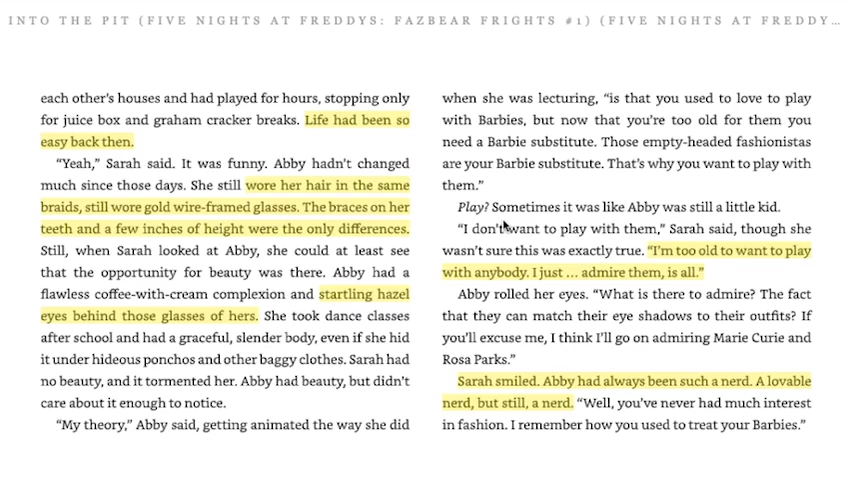 INTO THE PIT (FIVE NIGHTS AT FREDDYS: FAZBEAR FRIGHTS #1) (FIVE NIGHTS AT FREDDY...
each other's houses and had played for hours, stopping only
for juice box and graham cracker breaks. Life had been so
easy back then.
“Yeah,” Sarah said. It was funny. Abby hadn't changed
much since those days. She still wore her hair in the same
braids, still wore gold wire-framed glasses. The braces on her
teeth and a few inches of height were the only differences.
Still, when Sarah looked at Abby, she could at least see
that the opportunity for beauty was there. Abby had a
flawless coffee-with-cream complexion and startling hazel
eyes behind those glasses of hers. She took dance classes
after school and had a graceful, slender body, even if she hid
it under hideous ponchos and other baggy clothes. Sarah had
no beauty, and it tormented her. Abby had beauty, but didn't
care about it enough to notice.
“My theory,” Abby said, getting animated the way she did
when she was lecturing, “is that you used to love to play
with Barbies, but now that you're too old for them you
need a Barbie substitute. Those empty-headed fashionistas
are your Barbie substitute. That's why you want to play with
them.”
Play? Sometimes it was like Abby was still a little kid.
“I don't want to play with them,” Sarah said, though she
wasn't sure this was exactly true. “I'm too old to want to play
with anybody. I just ... admire them, is all.”
Abby rolled her eyes. “What is there to admire? The fact
that they can match their eye shadows to their outfits? If
you'll excuse me, I think I'll go on admiring Marie Curie and
Rosa Parks.”
Sarah smiled. Abby had always been such a nerd. A lovable
nerd, but still, a nerd. “Well, you've never had much interest
in fashion. I remember how you used to treat your Barbies.”